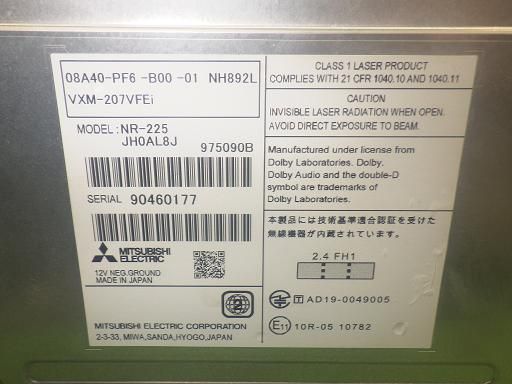 08A40-PF6 -B00 -01 NH892L
VXM-207VFEi
MODEL:NR-225
JH0AL8J
975090B
SERIAL 90460177
MITSUBISHI
ELECTRIC
12V NEG.GROUND
MADE IN JAPAN
2
MITSUBISHI ELECTRIC CORPORATION
2-3-33, MIWA,SANDA,HYOGO,JAPAN
CLASS 1 LASER PRODUCT
COMPLIES WITH 21 CFR 1040.10 AND 1040.11
CAUTION
INVISIBLE LASER RADIATION WHEN OPEN.
AVOID DIRECT EXPOSURE TO BEAM.
Manufactured under license from
Dolby Laboratories. Dolby,
Dolby Audio and the double-D
symbol are trademarks of
Dolby Laboratories.
本製品には技術基準適合認証を受けた
無線機器が内蔵されています。
2.4 FH1
T AD19-0049005
E11 10R-05 10782